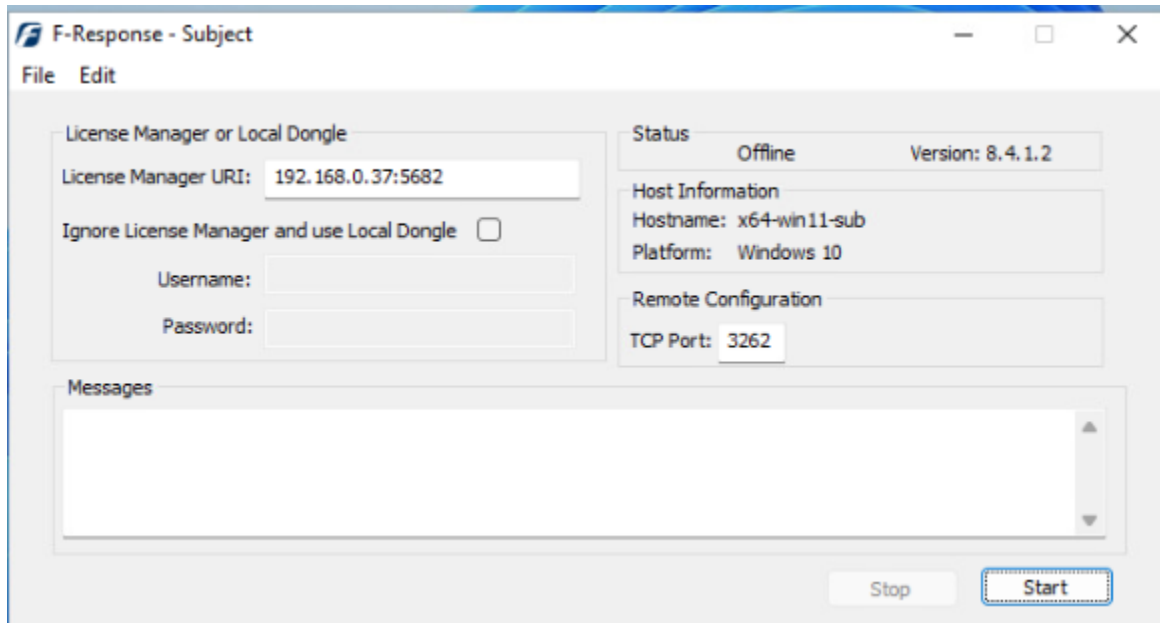 F-Response - Subject
File Edit
License Manager or Local Dongle
License Manager URI: 192.168.0.37:5682
Ignore License Manager and use Local Dongle
Username:
Password:
Status
Offline Version: 8.4.1.2
Host Information
Hostname: x64-win11-sub
Platform: Windows 10
Remote Configuration
TCP Port: 3262
Messages
Stop Start